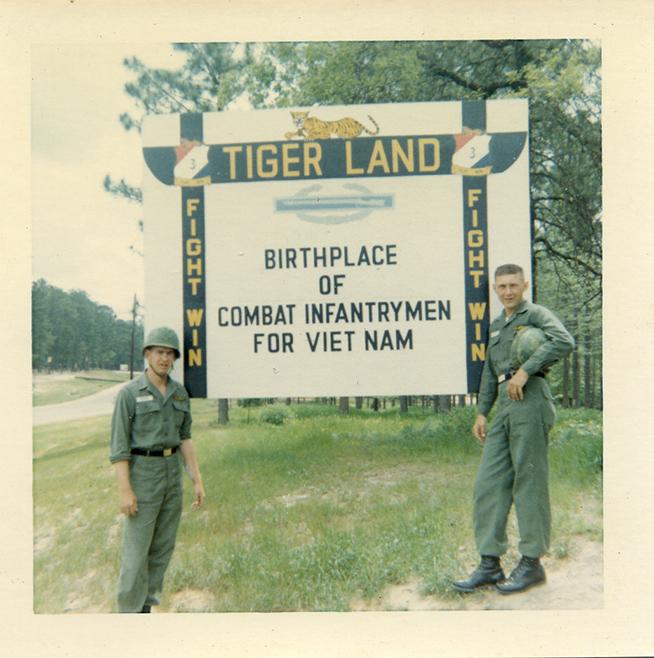 TIGER LAND
3
3
FIGHT WIN
FIGHT WIN
BIRTHPLACE
OF
COMBAT INFANTRYMEN
FOR VIET NAM